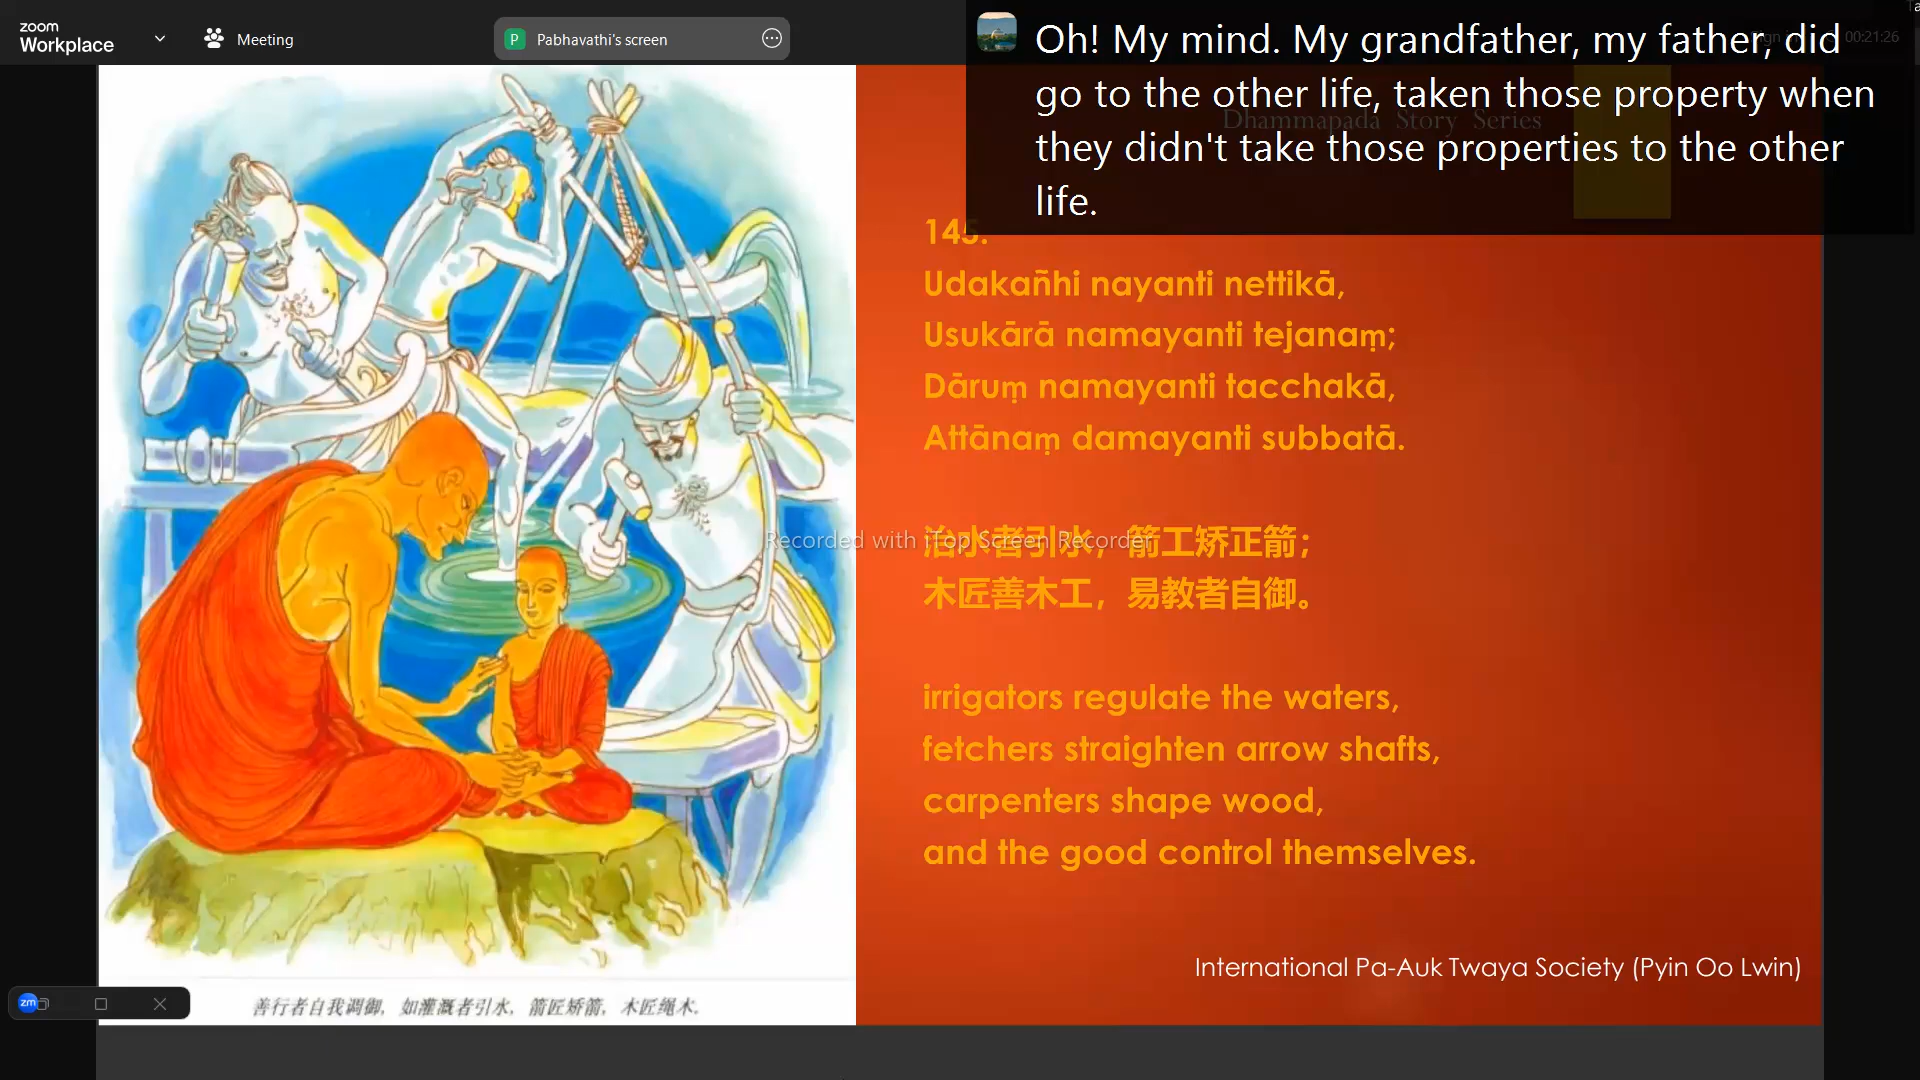 zoom
Workplace
Meeting
P Pabhavathi's screen
00:21:26
Oh! My mind. My grandfather, my father, did
go to the other life, taken those property when
they didn't take those properties to the other
life.
Dhammapada Story Series
145.
Udakañhi nayanti nettikā,
Usukārā namayanti tejanaṃ;
Dāruṃ namayanti tacchakā,
Attānaṃ damayanti subbatā.
Recorded with iTop Screen Recorder
治水者引水，箭工矫正箭；
木匠善木工，易教者自御。
irrigators regulate the waters,
fetchers straighten arrow shafts,
carpenters shape wood,
and the good control themselves.
International Pa-Auk Twaya Society (Pyin Oo Lwin)
zm
善行者自我调御，如灌溉者引水，箭匠矫箭，木匠绳木。